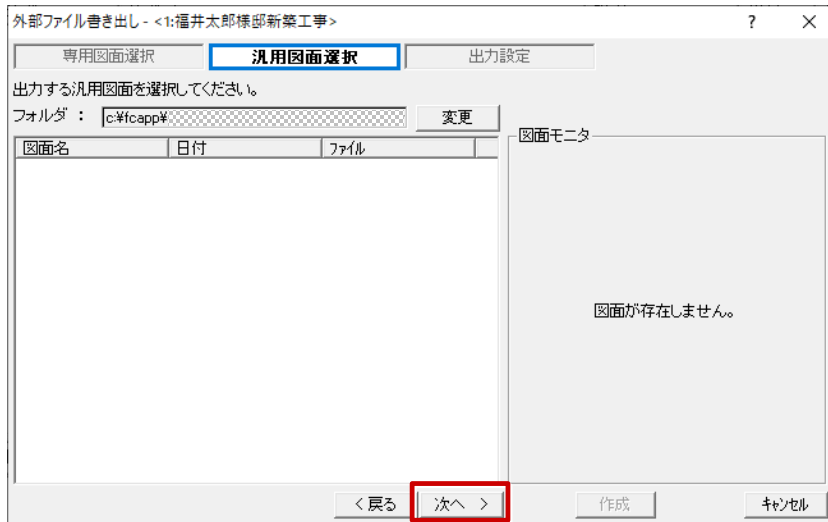 外部ファイル書き出し - <1:福井太郎様邸新築工事>
? ×
専用図面選択 汎用図面選択 出力設定
出力する汎用図面を選択してください。
フォルダ : c:¥fcapp¥ 変更
図面モニタ
図面名 日付 ファイル
図面が存在しません。
< 戻る 次へ > 作成 キャンセル